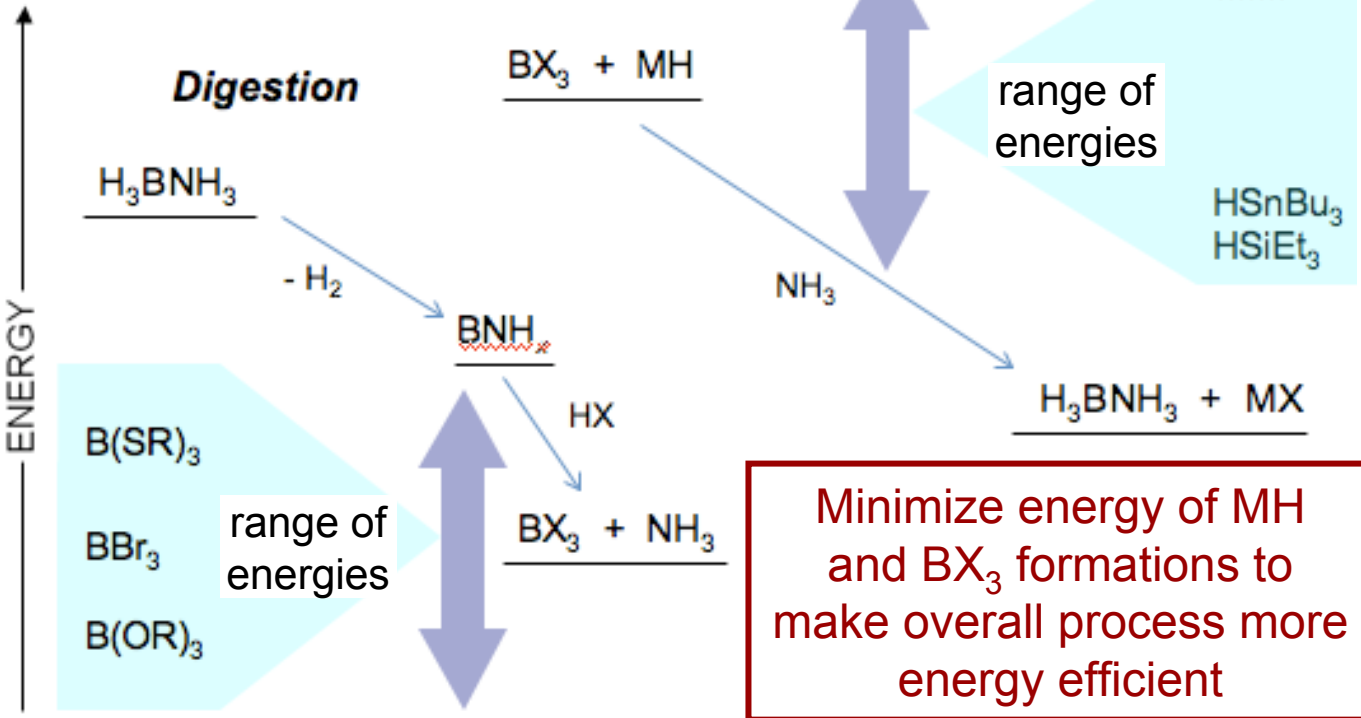 ENERGY
Digestion
H₃BNH₃
- H₂
BNHₓ
HX
BX₃ + NH₃
B(SR)₃
BBr₃
B(OR)₃
range of
energies
BX₃ + MH
NH₃
H₃BNH₃ + MX
range of
energies
HSnBu₃
HSiEt₃
Minimize energy of MH
and BX₃ formations to
make overall process more
energy efficient